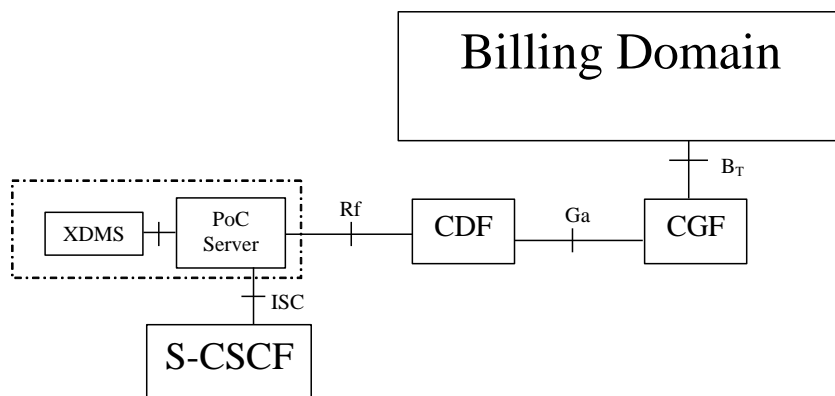 Billing Domain
B_T
Rf
Ga
XDMS
PoC
Server
CDF
CGF
ISC
S-CSCF